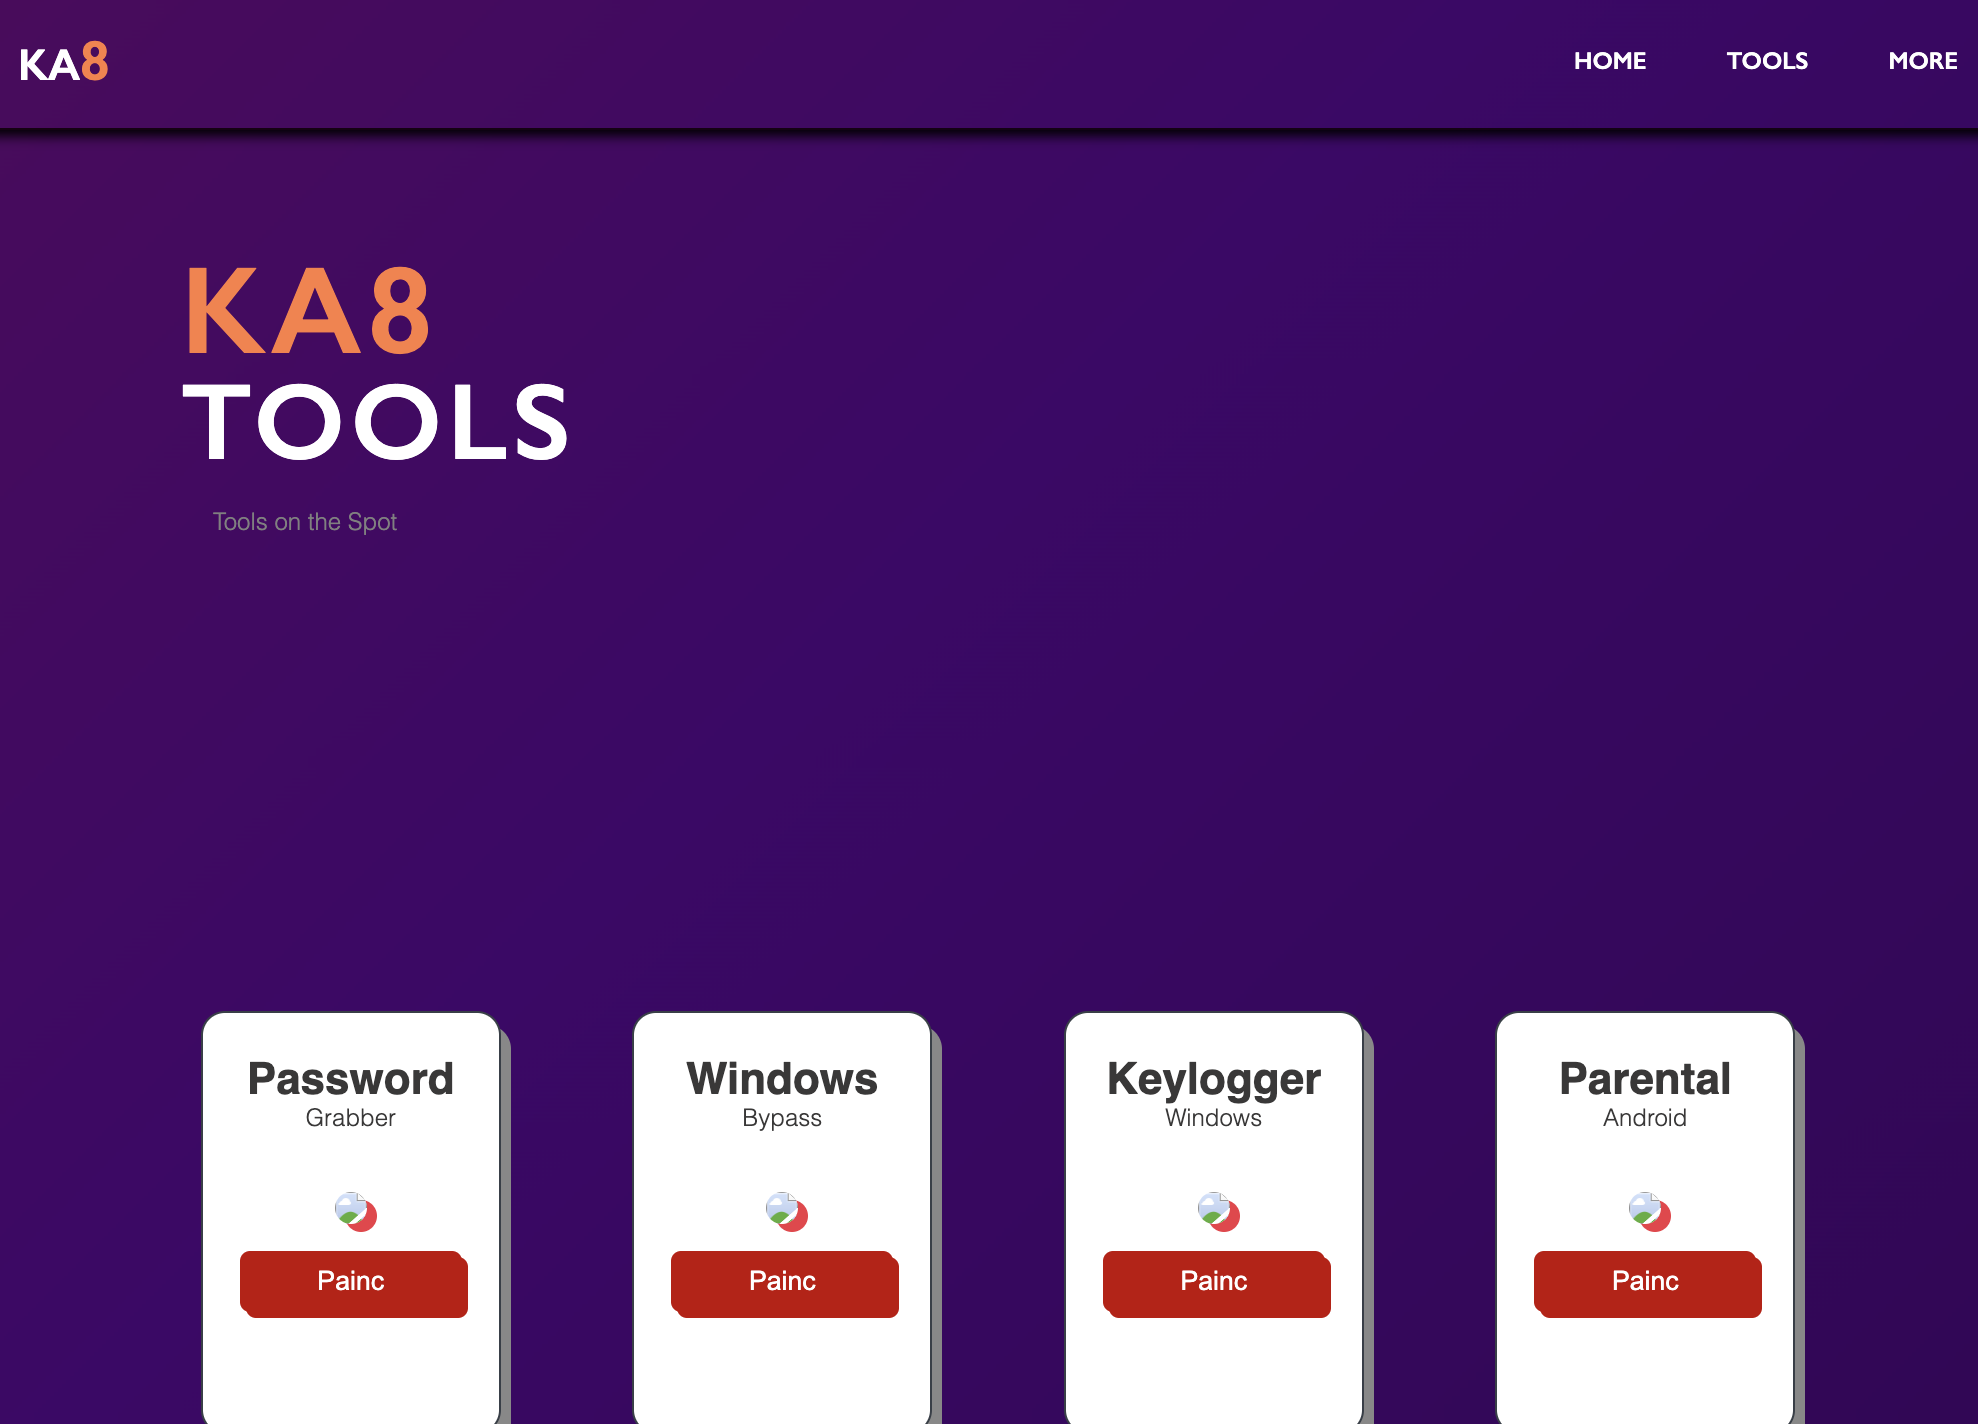 KA8
HOME TOOLS MORE
KA8
TOOLS
Tools on the Spot
Password
Grabber
Painc
Windows
Bypass
Painc
Keylogger
Windows
Painc
Parental
Android
Painc